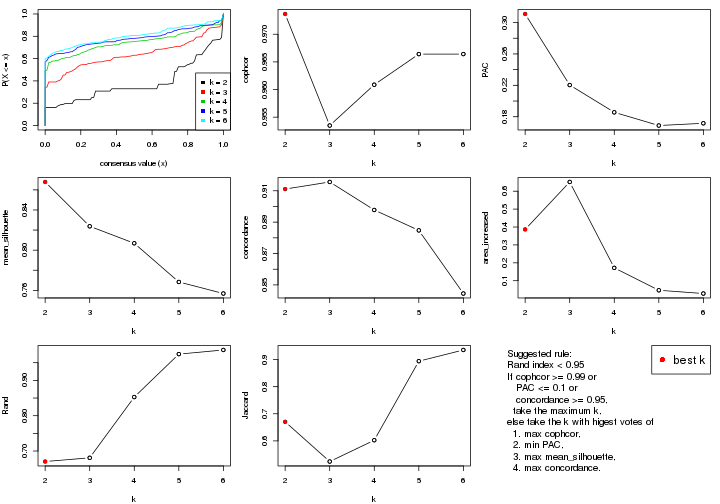 P(X <= x)
0.0 0.2 0.4 0.6 0.8 1.0
k = 2
k = 3
k = 4
k = 5
k = 6
0.0 0.2 0.4 0.6 0.8 1.0
consensus value (x)
cophcor
0.955 0.960 0.965 0.970
2 3 4 5 6
k
PAC
0.18 0.22 0.26 0.30
2 3 4 5 6
k
mean_silhouette
0.76 0.80 0.84
2 3 4 5 6
k
concordance
0.85 0.87 0.89 0.91
2 3 4 5 6
k
area_increased
0.1 0.2 0.3 0.4 0.5 0.6
2 3 4 5 6
k
Rand
0.70 0.80 0.90
2 3 4 5 6
k
Jaccard
0.6 0.7 0.8 0.9
2 3 4 5 6
k
Suggested rule:
Rand index < 0.95
If cophcor >= 0.99 or
PAC <= 0.1 or
concordance >= 0.95,
take the maximum k,
else take the k with higest votes of
1. max cophcor,
2. min PAC,
3. max mean_silhouette,
4. max concordance.
best k